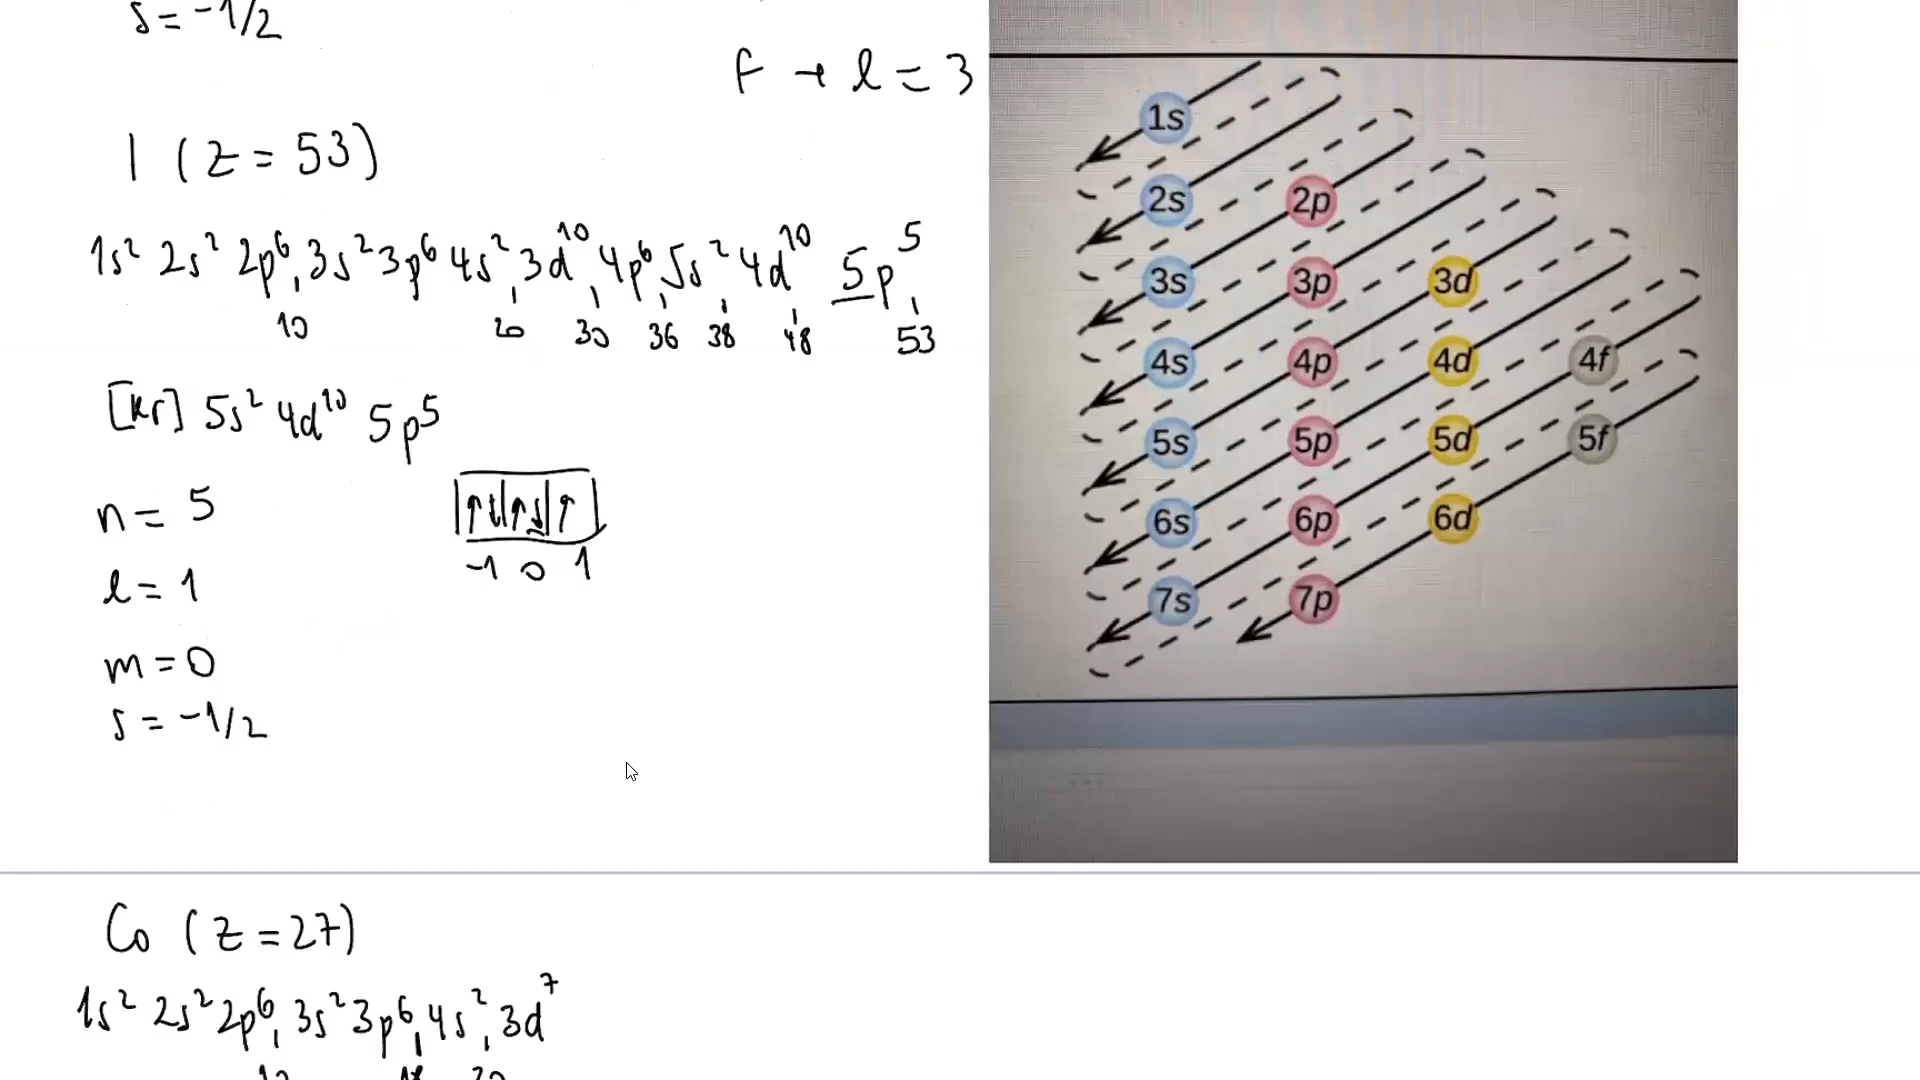 s = -1/2
f → l = 3
I (Z = 53)
1s² 2s² 2p⁶ 3s² 3p⁶ 4s² 3d¹⁰ 4p⁶ 5s² 4d¹⁰ 5p⁵
10 20 30 36 38 48 53
[Kr] 5s² 4d¹⁰ 5p⁵
n = 5
l = 1
-1 0 1
m = 0
s = -1/2
Co (Z = 27)
1s² 2s² 2p⁶ 3s² 3p⁶ 4s² 3d⁷
1s
2s 2p
3s 3p 3d
4s 4p 4d 4f
5s 5p 5d 5f
6s 6p 6d
7s 7p